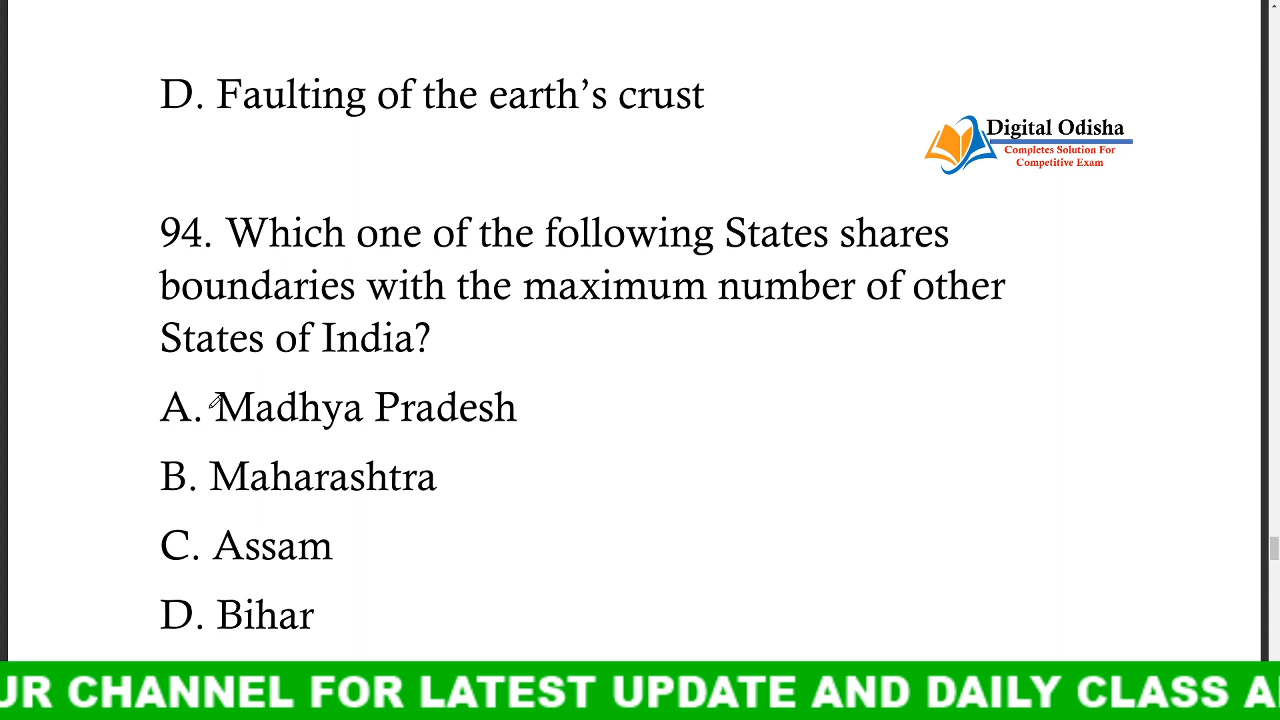 D. Faulting of the earth’s crust
Digital Odisha
Completes Solution For
Competitive Exam
94. Which one of the following States shares
boundaries with the maximum number of other
States of India?
A. Madhya Pradesh
B. Maharashtra
C. Assam
D. Bihar
UR CHANNEL FOR LATEST UPDATE AND DAILY CLASS A